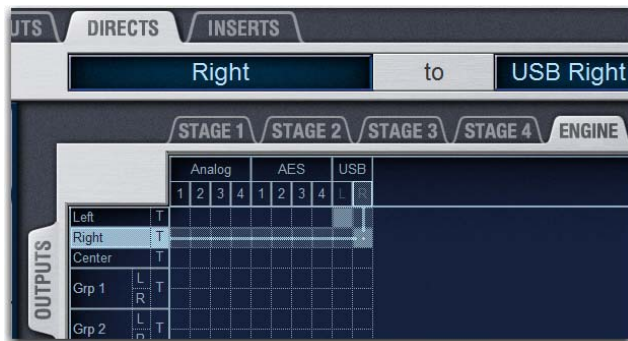 UTS DIRECTS INSERTS
Right to USB Right
STAGE 1 STAGE 2 STAGE 3 STAGE 4 ENGINE
Analog AES USB
1 2 3 4 1 2 3 4 L R
Left T
Right T
Center T
OUTPUTS
Grp 1 L R T
Grp 2 L R T